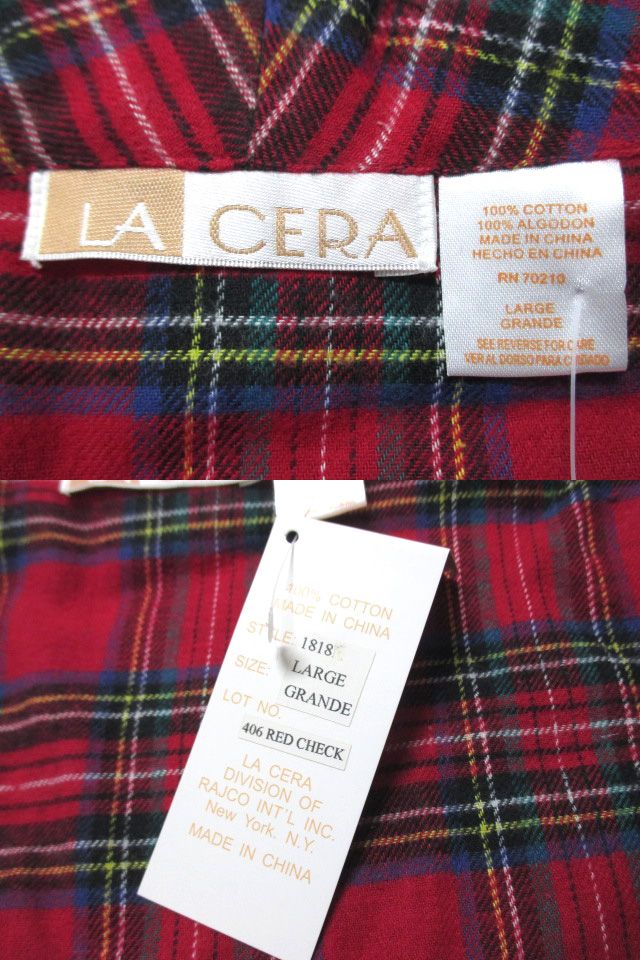 LA CERA
100% COTTON
100% ALGODON
MADE IN CHINA
HECHO EN CHINA
RN 70210
LARGE
GRANDE
SEE REVERSE FOR CARE
VER AL DORSO PARA CUIDADO
100% COTTON
MADE IN CHINA
STYLE: 1818
SIZE: LARGE
GRANDE
LOT NO.
406 RED CHECK
LA CERA
DIVISION OF
RAJCO INT'L INC.
New York. N.Y.
MADE IN CHINA